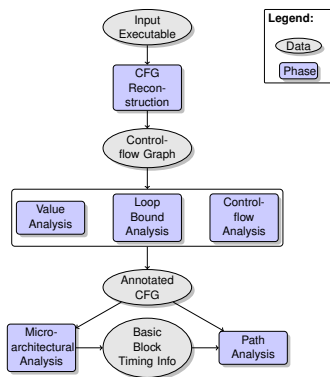 Input
Executable
Legend:
Data
Phase
CFG
Recon-
struction
Control-
flow Graph
Value
Analysis
Loop
Bound
Analysis
Control-
flow
Analysis
Annotated
CFG
Micro-
architectural
Analysis
Basic
Block
Timing Info
Path
Analysis